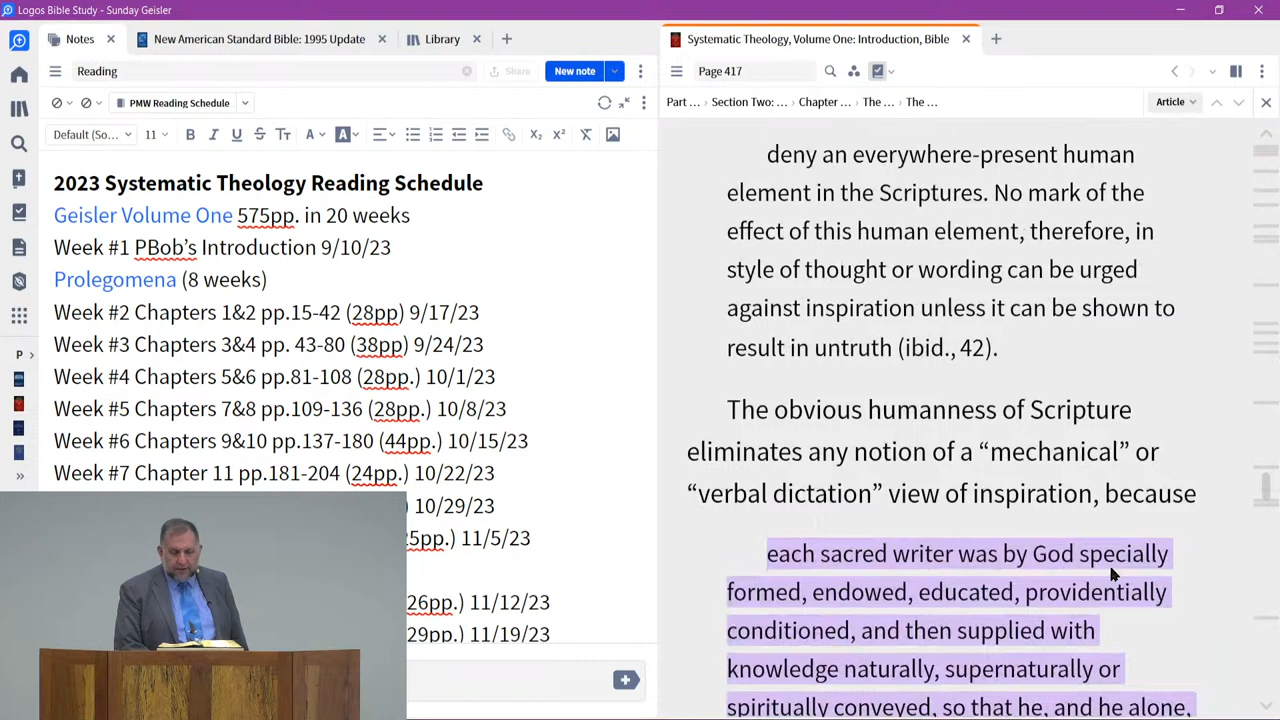 Logos Bible Study - Sunday Geisler
Notes
New American Standard Bible: 1995 Update
Library
Reading
Share
New note
PMW Reading Schedule
Default (So...
11
B I U S Tт A A
X₂ X²
2023 Systematic Theology Reading Schedule
Geisler Volume One 575pp. in 20 weeks
Week #1 PBob’s Introduction 9/10/23
Prolegomena (8 weeks)
Week #2 Chapters 1&2 pp.15-42 (28pp) 9/17/23
Week #3 Chapters 3&4 pp. 43-80 (38pp) 9/24/23
Week #4 Chapters 5&6 pp.81-108 (28pp.) 10/1/23
Week #5 Chapters 7&8 pp.109-136 (28pp.) 10/8/23
Week #6 Chapters 9&10 pp.137-180 (44pp.) 10/15/23
Week #7 Chapter 11 pp.181-204 (24pp.) 10/22/23
10/29/23
5pp.) 11/5/23
26pp.) 11/12/23
29pp.) 11/19/23
P
Systematic Theology, Volume One: Introduction, Bible
Page 417
Part ... › Section Two: ... › Chapter ... › The ... › The ...
Article
deny an everywhere-present human
element in the Scriptures. No mark of the
effect of this human element, therefore, in
style of thought or wording can be urged
against inspiration unless it can be shown to
result in untruth (ibid., 42).
The obvious humanness of Scripture
eliminates any notion of a “mechanical” or
“verbal dictation” view of inspiration, because
each sacred writer was by God specially
formed, endowed, educated, providentially
conditioned, and then supplied with
knowledge naturally, supernaturally or
spiritually conveyed, so that he, and he alone,